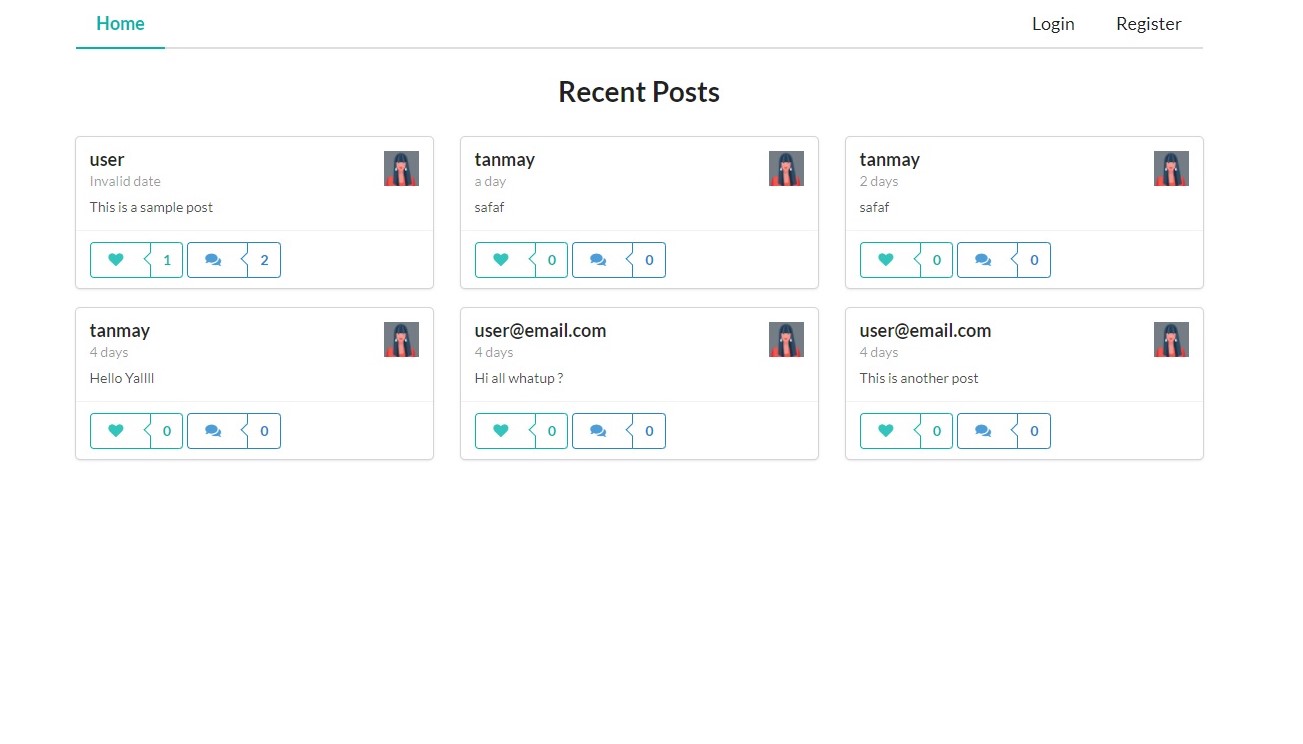 Home Login Register
Recent Posts
user
Invalid date
This is a sample post
1 2
tanmay
a day
safaf
0 0
tanmay
2 days
safaf
0 0
tanmay
4 days
Hello Yallll
0 0
user@email.com
4 days
Hi all whatup ?
0 0
user@email.com
4 days
This is another post
0 0